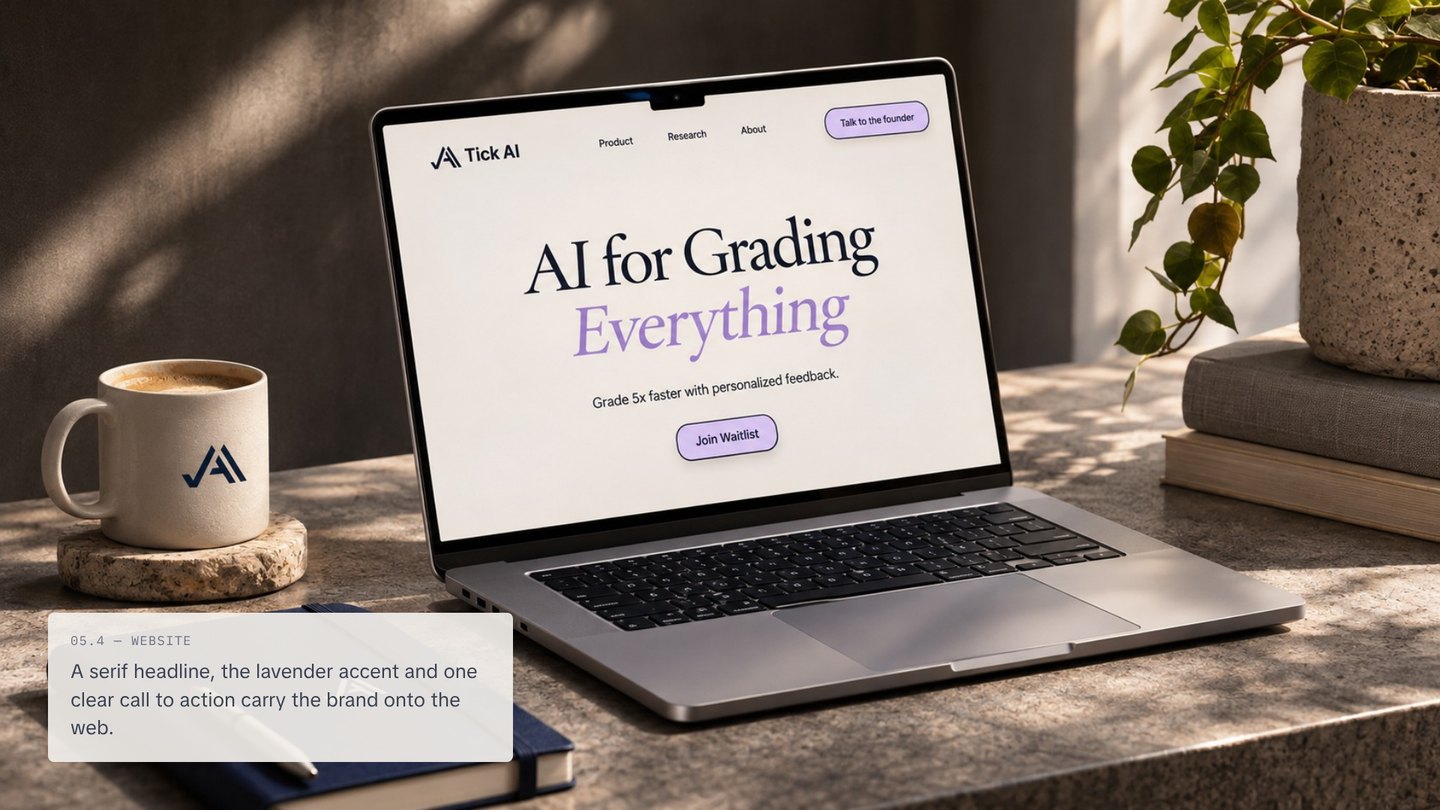 Tick AI
Product
Research
About
Talk to the founder
AI for Grading
Everything
Grade 5x faster with personalized feedback.
Join Waitlist
05.4 — WEBSITE
A serif headline, the lavender accent and one
clear call to action carry the brand onto the
web.